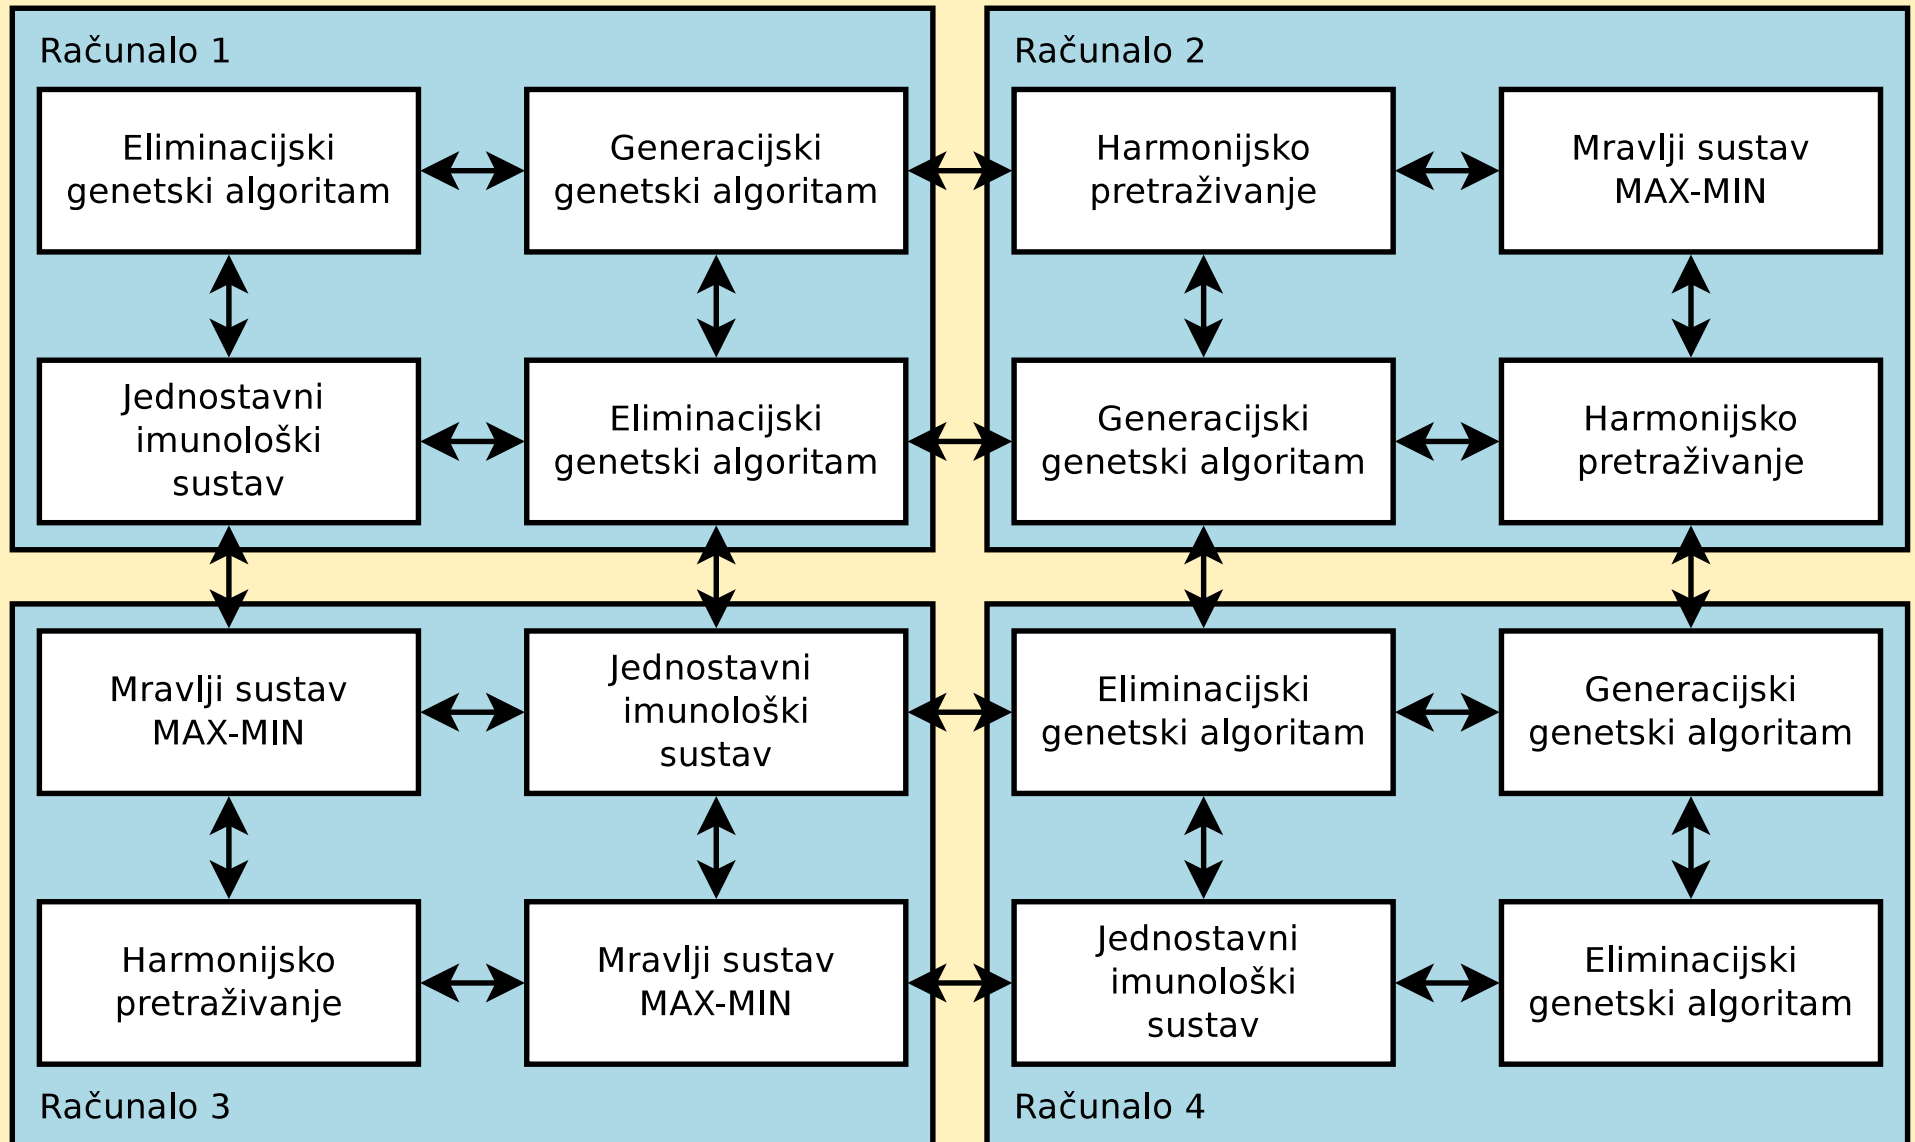 Računalo 1
Eliminacijski
genetski algoritam
Generacijski
genetski algoritam
Jednostavni
imunološki
sustav
Eliminacijski
genetski algoritam
Računalo 2
Harmonijsko
pretraživanje
Mravlji sustav
MAX-MIN
Generacijski
genetski algoritam
Harmonijsko
pretraživanje
Mravlji sustav
MAX-MIN
Jednostavni
imunološki
sustav
Harmonijsko
pretraživanje
Mravlji sustav
MAX-MIN
Računalo 3
Eliminacijski
genetski algoritam
Generacijski
genetski algoritam
Jednostavni
imunološki
sustav
Eliminacijski
genetski algoritam
Računalo 4